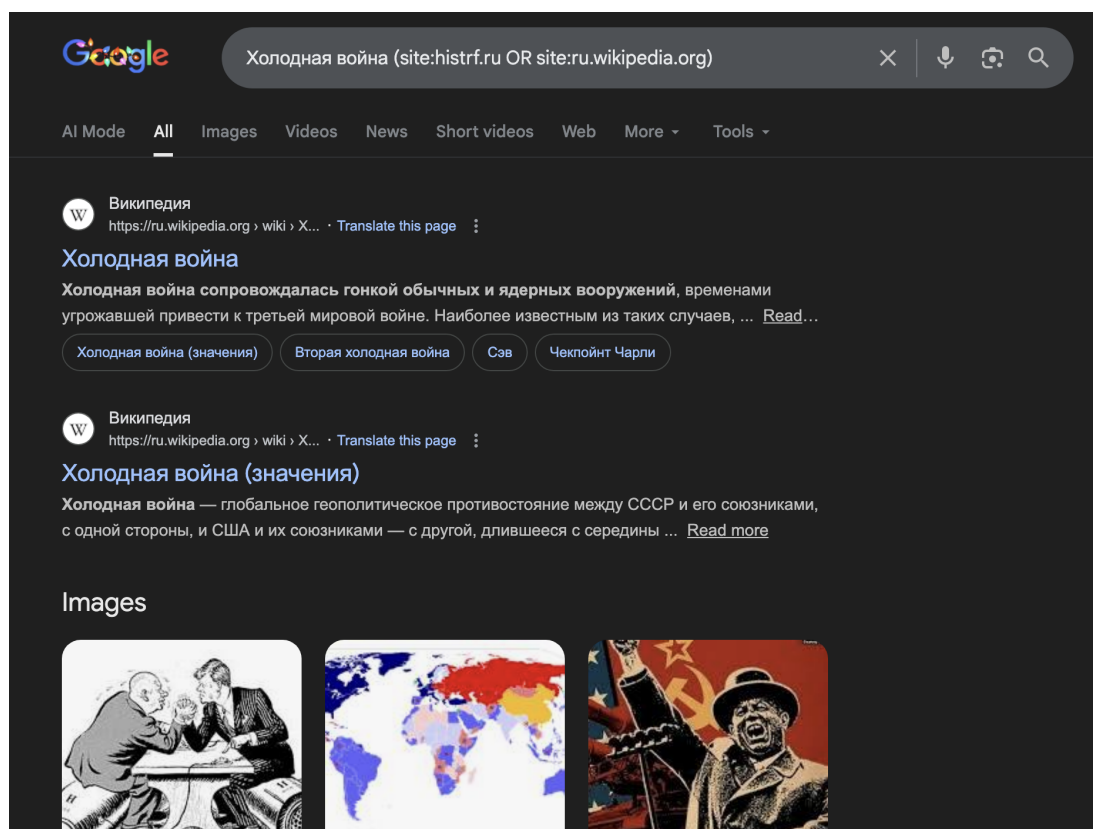 Google
Холодная война (site:histrf.ru OR site:ru.wikipedia.org)
AI Mode All Images Videos News Short videos Web More Tools
W
Википедия
https://ru.wikipedia.org › wiki › Х... · Translate this page
Холодная война
Холодная война сопровождалась гонкой обычных и ядерных вооружений, временами
угрожавшей привести к третьей мировой войне. Наиболее известным из таких случаев, ... Read...
Холодная война (значения) Вторая холодная война Сэв Чекпойнт Чарли
W
Википедия
https://ru.wikipedia.org › wiki › Х... · Translate this page
Холодная война (значения)
Холодная война — глобальное геополитическое противостояние между СССР и его союзниками,
с одной стороны, и США и их союзниками — с другой, длившееся с середины ... Read more
Images
H
H